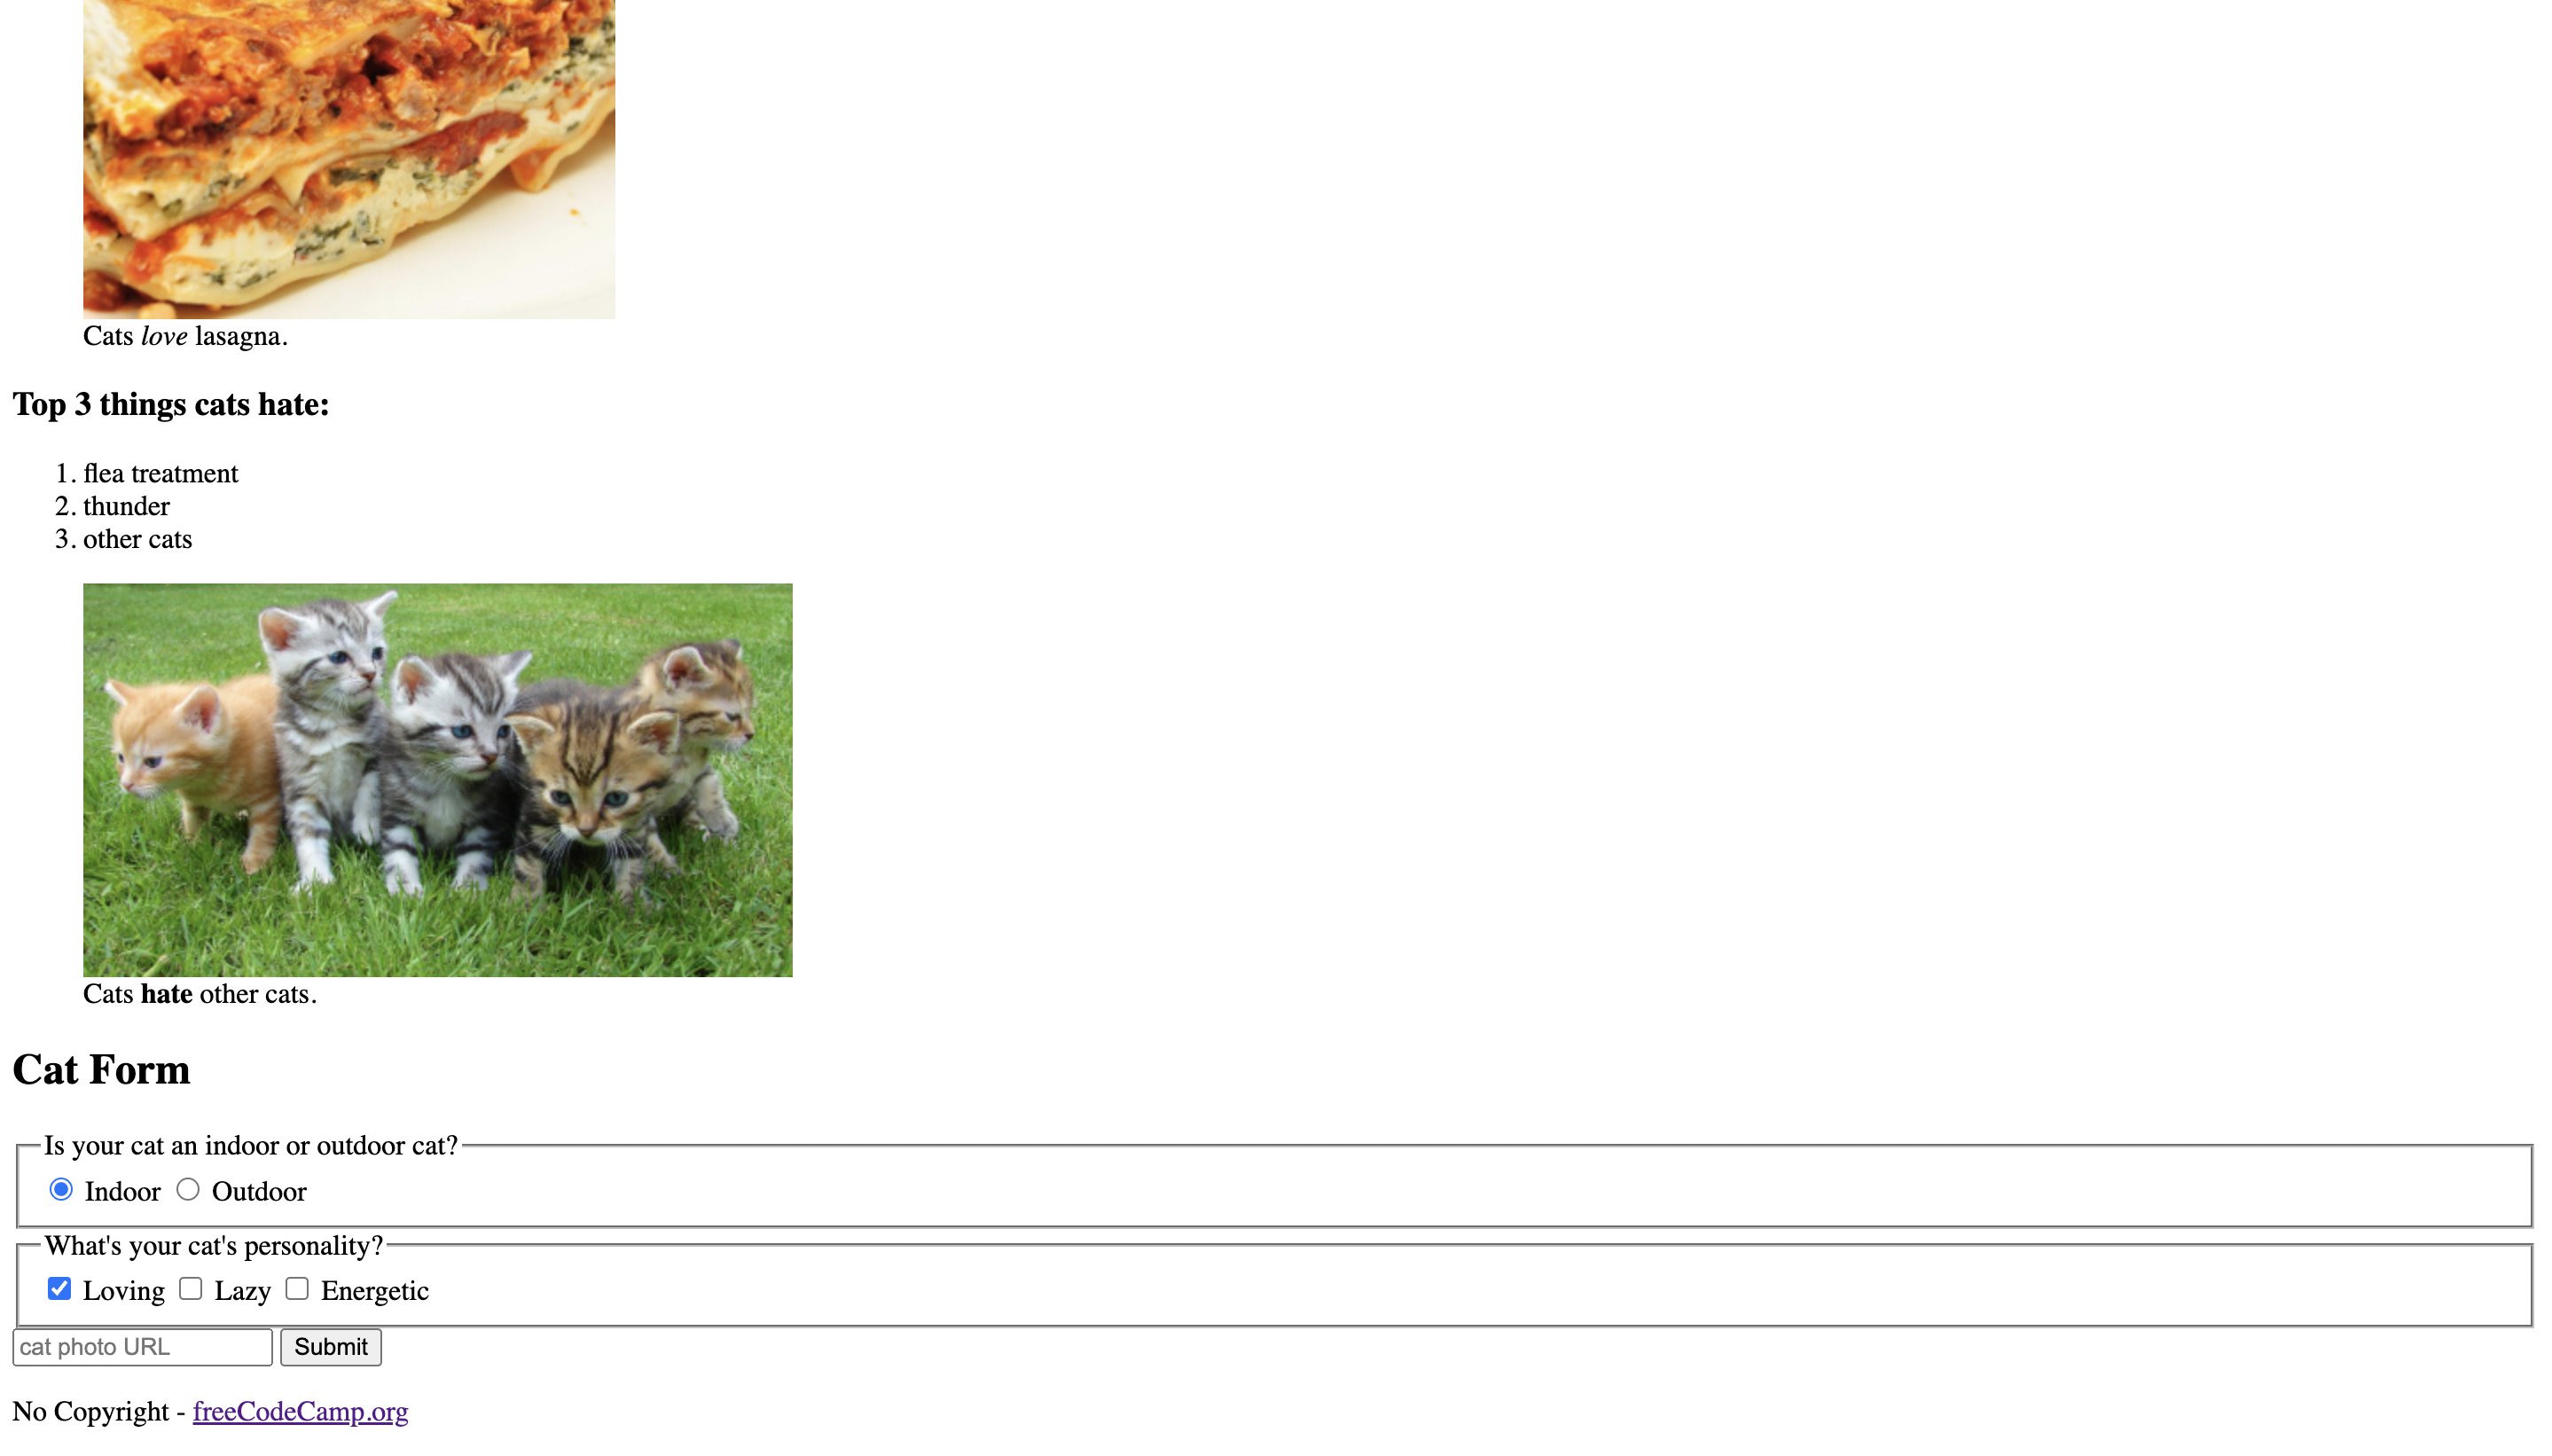 Cats love lasagna.
Top 3 things cats hate:
1. flea treatment
2. thunder
3. other cats
Cats hate other cats.
Cat Form
Is your cat an indoor or outdoor cat?
Indoor Outdoor
What's your cat's personality?
Loving Lazy Energetic
cat photo URL Submit
No Copyright - freeCodeCamp.org